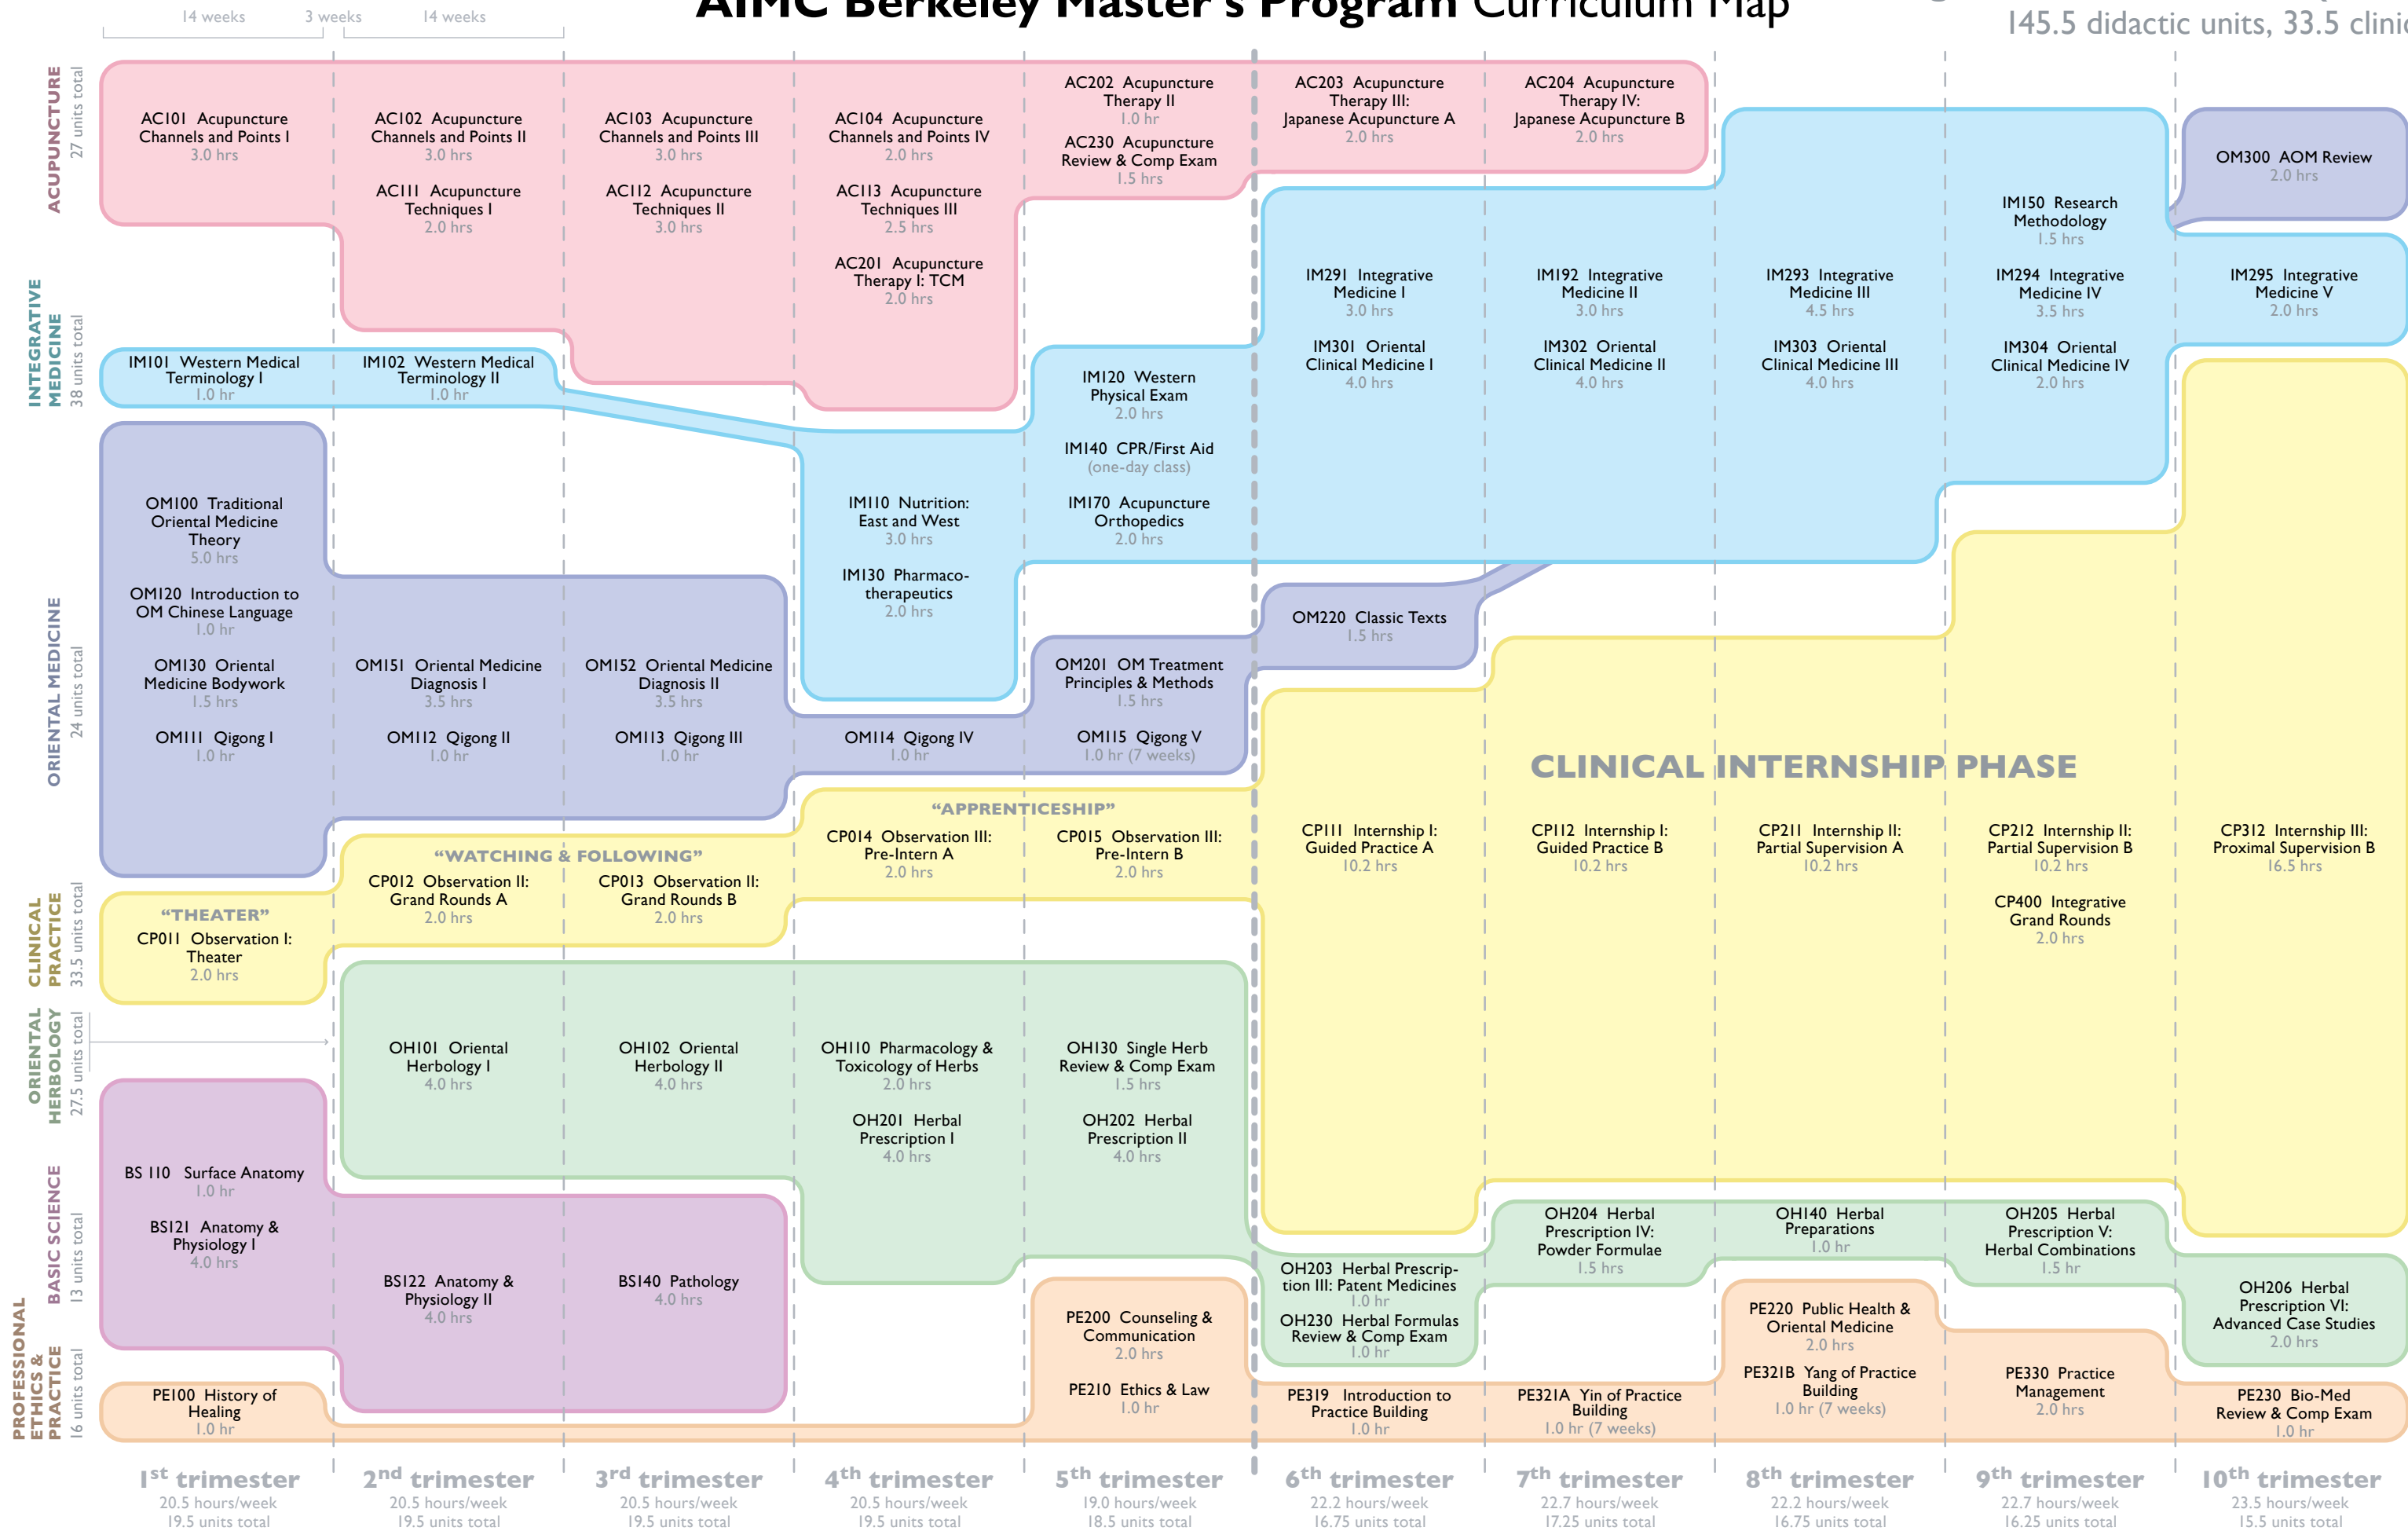 14 weeks
3 weeks
14 weeks
AIMC Berkeley Master's Program Curriculum Map
145.5 didactic units, 33.5
ACUPUNCTURE
27 units total
AC101 Acupuncture
Channels and Points I
3.0 hrs
AC102 Acupuncture
Channels and Points II
3.0 hrs
AC111 Acupuncture
Techniques I
2.0 hrs
AC103 Acupuncture
Channels and Points III
3.0 hrs
AC112 Acupuncture
Techniques II
3.0 hrs
AC104 Acupuncture
Channels and Points IV
2.0 hrs
AC113 Acupuncture
Techniques III
2.5 hrs
AC201 Acupuncture
Therapy I: TCM
2.0 hrs
AC202 Acupuncture
Therapy II
1.0 hr
AC230 Acupuncture
Review & Comp Exam
1.5 hrs
AC203 Acupuncture
Therapy III:
Japanese Acupuncture A
2.0 hrs
AC204 Acupuncture
Therapy IV:
Japanese Acupuncture B
2.0 hrs
INTEGRATIVE
MEDICINE
38 units total
IM101 Western Medical
Terminology I
1.0 hr
IM102 Western Medical
Terminology II
1.0 hr
IM110 Nutrition:
East and West
3.0 hrs
IM130 Pharmaco-
therapeutics
2.0 hrs
IM120 Western
Physical Exam
2.0 hrs
IM140 CPR/First Aid
(one-day class)
IM170 Acupuncture
Orthopedics
2.0 hrs
IM291 Integrative
Medicine I
3.0 hrs
IM301 Oriental
Clinical Medicine I
4.0 hrs
IM192 Integrative
Medicine II
3.0 hrs
IM302 Oriental
Clinical Medicine II
4.0 hrs
IM293 Integrative
Medicine III
4.5 hrs
IM303 Oriental
Clinical Medicine III
4.0 hrs
IM150 Research
Methodology
1.5 hrs
IM294 Integrative
Medicine IV
3.5 hrs
IM304 Oriental
Clinical Medicine IV
2.0 hrs
IM295 Integrative
Medicine V
2.0 hrs
ORIENTAL MEDICINE
24 units total
OM100 Traditional
Oriental Medicine
Theory
5.0 hrs
OM120 Introduction to
OM Chinese Language
1.0 hr
OM130 Oriental
Medicine Bodywork
1.5 hrs
OM111 Qigong I
1.0 hr
OM151 Oriental Medicine
Diagnosis I
3.5 hrs
OM112 Qigong II
1.0 hr
OM152 Oriental Medicine
Diagnosis II
3.5 hrs
OM113 Qigong III
1.0 hr
OM114 Qigong IV
1.0 hr
OM201 OM Treatment
Principles & Methods
1.5 hrs
OM115 Qigong V
1.0 hr (7 weeks)
OM220 Classic Texts
1.5 hrs
OM300 AOM Review
2.0 hrs
CLINICAL
PRACTICE
33.5 units total
“THEATER”
CP011 Observation I:
Theater
2.0 hrs
“WATCHING & FOLLOWING”
CP012 Observation II:
Grand Rounds A
2.0 hrs
CP013 Observation II:
Grand Rounds B
2.0 hrs
“APPRENTICESHIP”
CP014 Observation III:
Pre-Intern A
2.0 hrs
CP015 Observation III:
Pre-Intern B
2.0 hrs
CLINICAL INTERNSHIP PHASE
CP111 Internship I:
Guided Practice A
10.2 hrs
CP112 Internship I:
Guided Practice B
10.2 hrs
CP211 Internship II:
Partial Supervision A
10.2 hrs
CP212 Internship II:
Partial Supervision B
10.2 hrs
CP400 Integrative
Grand Rounds
2.0 hrs
CP312 Internship III:
Proximal Supervision B
16.5 hrs
ORIENTAL
HERBOLOGY
27.5 units total
OH101 Oriental
Herbology I
4.0 hrs
OH102 Oriental
Herbology II
4.0 hrs
OH110 Pharmacology &
Toxicology of Herbs
2.0 hrs
OH201 Herbal
Prescription I
4.0 hrs
OH130 Single Herb
Review & Comp Exam
1.5 hrs
OH202 Herbal
Prescription II
4.0 hrs
OH203 Herbal Prescrip-
tion III: Patent Medicines
1.0 hr
OH230 Herbal Formulas
Review & Comp Exam
1.0 hr
OH204 Herbal
Prescription IV:
Powder Formulae
1.5 hrs
OH140 Herbal
Preparations
1.0 hr
OH205 Herbal
Prescription V:
Herbal Combinations
1.5 hr
OH206 Herbal
Prescription VI:
Advanced Case Studies
2.0 hrs
BASIC SCIENCE
13 units total
BS 110 Surface Anatomy
1.0 hr
BS121 Anatomy &
Physiology I
4.0 hrs
BS122 Anatomy &
Physiology II
4.0 hrs
BS140 Pathology
4.0 hrs
PROFESSIONAL
ETHICS &
PRACTICE
16 units total
PE100 History of
Healing
1.0 hr
PE200 Counseling &
Communication
2.0 hrs
PE210 Ethics & Law
1.0 hr
PE319 Introduction to
Practice Building
1.0 hr
PE321A Yin of Practice
Building
1.0 hr (7 weeks)
PE220 Public Health &
Oriental Medicine
2.0 hrs
PE321B Yang of Practice
Building
1.0 hr (7 weeks)
PE330 Practice
Management
2.0 hrs
PE230 Bio-Med
Review & Comp Exam
1.0 hr
1st trimester
20.5 hours/week
19.5 units total
2nd trimester
20.5 hours/week
19.5 units total
3rd trimester
20.5 hours/week
19.5 units total
4th trimester
20.5 hours/week
19.5 units total
5th trimester
19.0 hours/week
18.5 units total
6th trimester
22.2 hours/week
16.75 units total
7th trimester
22.7 hours/week
17.25 units total
8th trimester
22.2 hours/week
16.75 units total
9th trimester
22.7 hours/week
16.25 units total
10th trimester
23.5 hours/week
15.5 units total